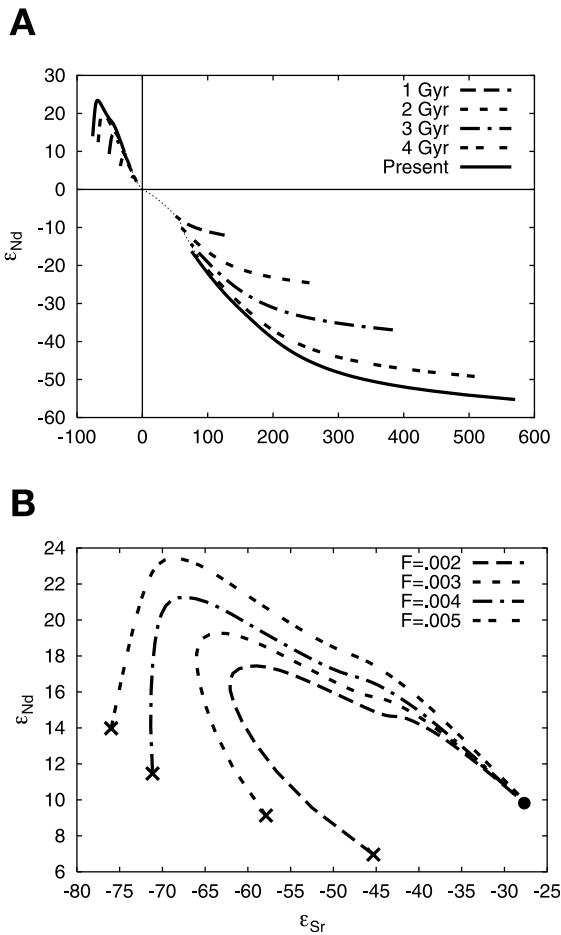 A
30
20
10
0
-10
-20
-30
-40
-50
-60
εNd
1 Gyr
2 Gyr
3 Gyr
4 Gyr
Present
-100 0 100 200 300 400 500 600
B
24
22
20
18
16
14
12
10
8
6
εNd
F=.002
F=.003
F=.004
F=.005
-80 -75 -70 -65 -60 -55 -50 -45 -40 -35 -30 -25
εSr